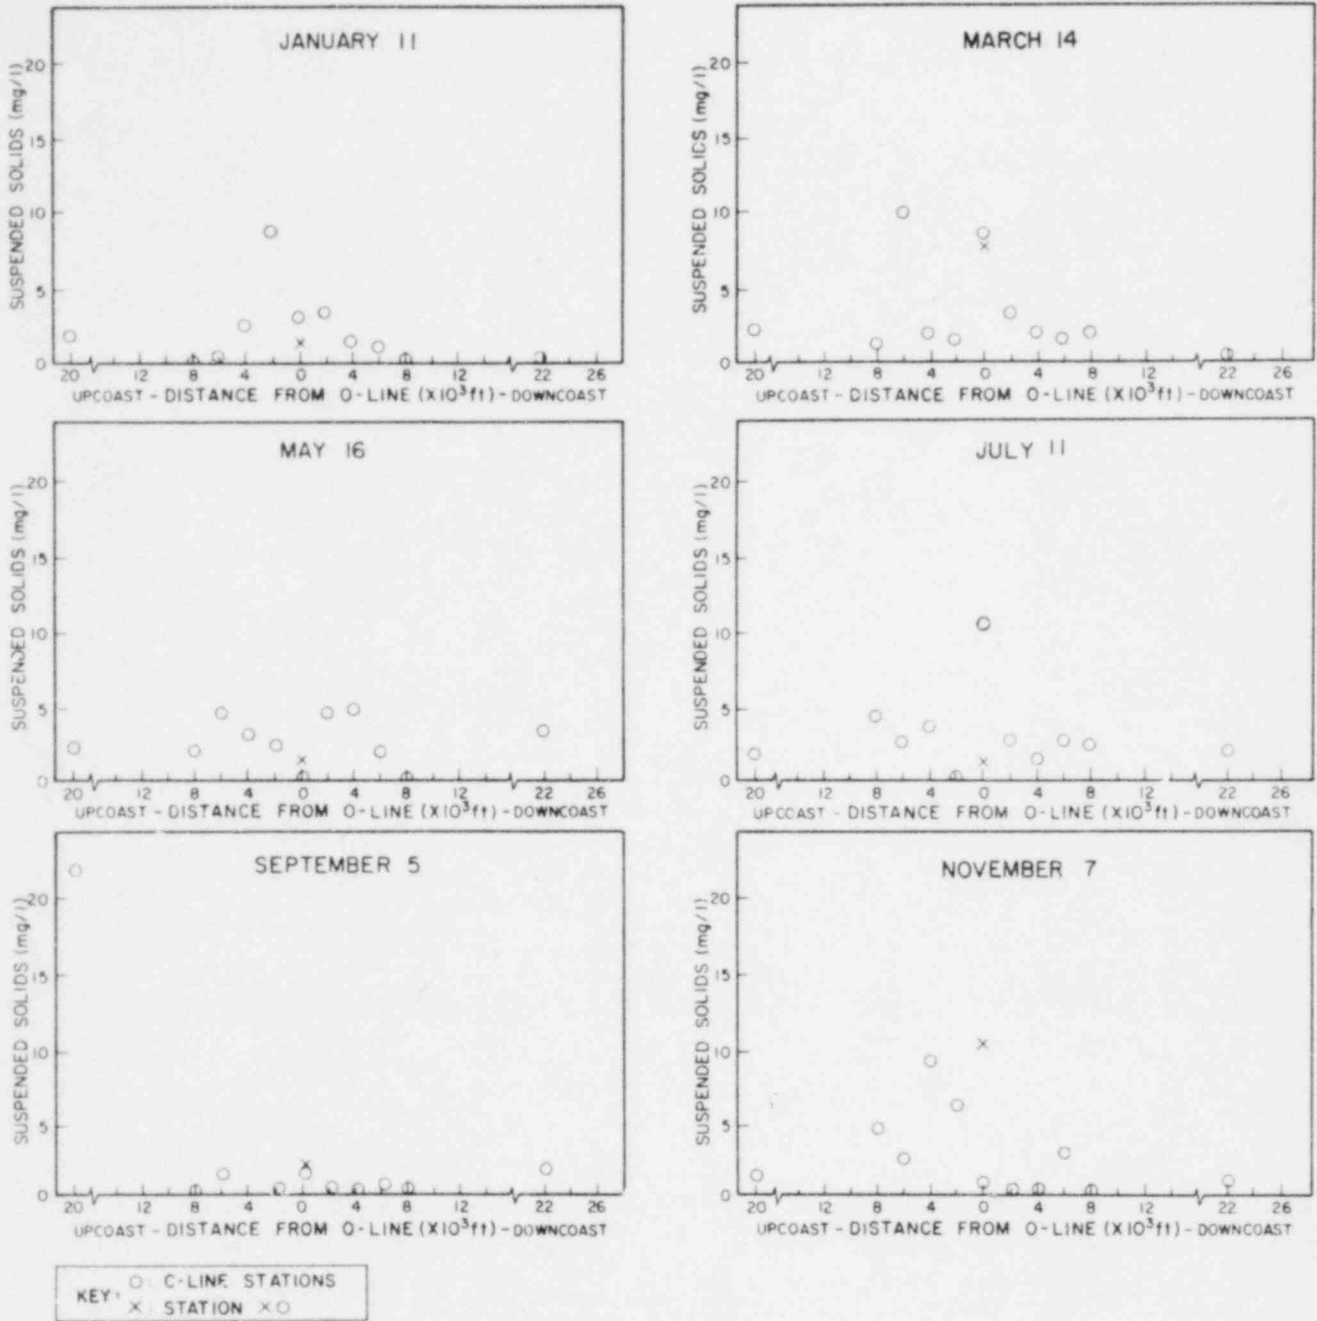 JANUARY 11
SUSPENDED SOLIDS (mg/l)
20
15
10
5
0
20 12 8 4 0 4 8 12 22 26
UPCOAST - DISTANCE FROM O-LINE (X10³ft) - DOWNCOAST
MARCH 14
SUSPENDED SOLIDS (mg/l)
20
15
10
5
0
20 12 8 4 0 4 8 12 22 26
UPCOAST - DISTANCE FROM O-LINE (X10³ft) - DOWNCOAST
MAY 16
SUSPENDED SOLIDS (mg/l)
20
15
10
5
0
20 12 8 4 0 4 8 12 22 26
UPCOAST - DISTANCE FROM O-LINE (X10³ft) - DOWNCOAST
JULY 11
SUSPENDED SOLIDS (mg/l)
20
15
10
5
0
20 12 8 4 0 4 8 12 22 26
UPCOAST - DISTANCE FROM O-LINE (X10³ft) - DOWNCOAST
SEPTEMBER 5
SUSPENDED SOLIDS (mg/l)
20
15
10
5
0
20 12 8 4 0 4 8 12 22 26
UPCOAST - DISTANCE FROM O-LINE (X10³ft) - DOWNCOAST
NOVEMBER 7
SUSPENDED SOLIDS (mg/l)
20
15
10
5
0
20 12 8 4 0 4 8 12 22 26
UPCOAST - DISTANCE FROM O-LINE (X10³ft) - DOWNCOAST
KEY: O: C-LINE STATIONS
X: STATION XO